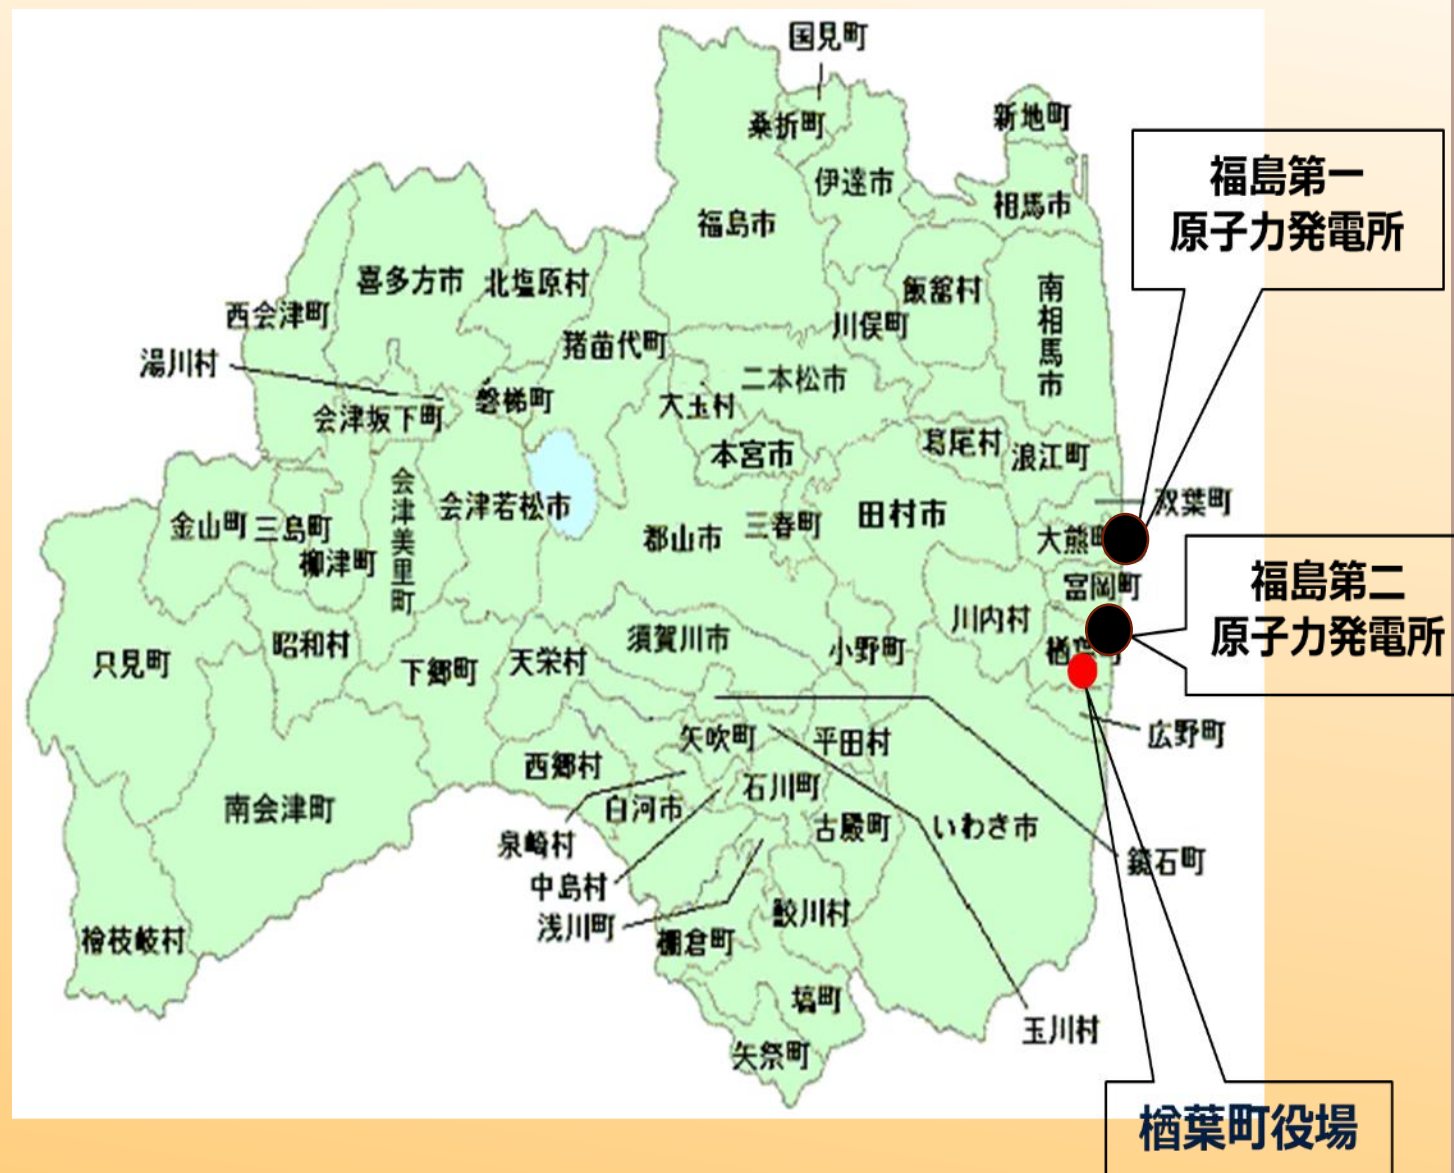 国見町
桑折町
新地町
伊達市
相馬市
福島市
福島第一
原子力発電所
喜多方市
北塩原村
飯舘村
南相馬市
西会津町
川俣町
猪苗代町
湯川村
二本松市
磐梯町
大玉村
会津坂下町
本宮市
葛尾村
浪江町
会津美里町
会津若松市
双葉町
金山町
三島町
田村市
郡山市
三春町
大熊町
柳津町
福島第二
原子力発電所
富岡町
川内村
須賀川市
昭和村
只見町
下郷町
天栄村
小野町
楢葉町
矢吹町
平田村
広野町
西郷村
石川町
南会津町
白河市
古殿町
いわき市
泉崎村
鏡石町
中島村
浅川町
鮫川村
棚倉町
檜枝岐村
塙町
玉川村
矢祭町
楢葉町役場